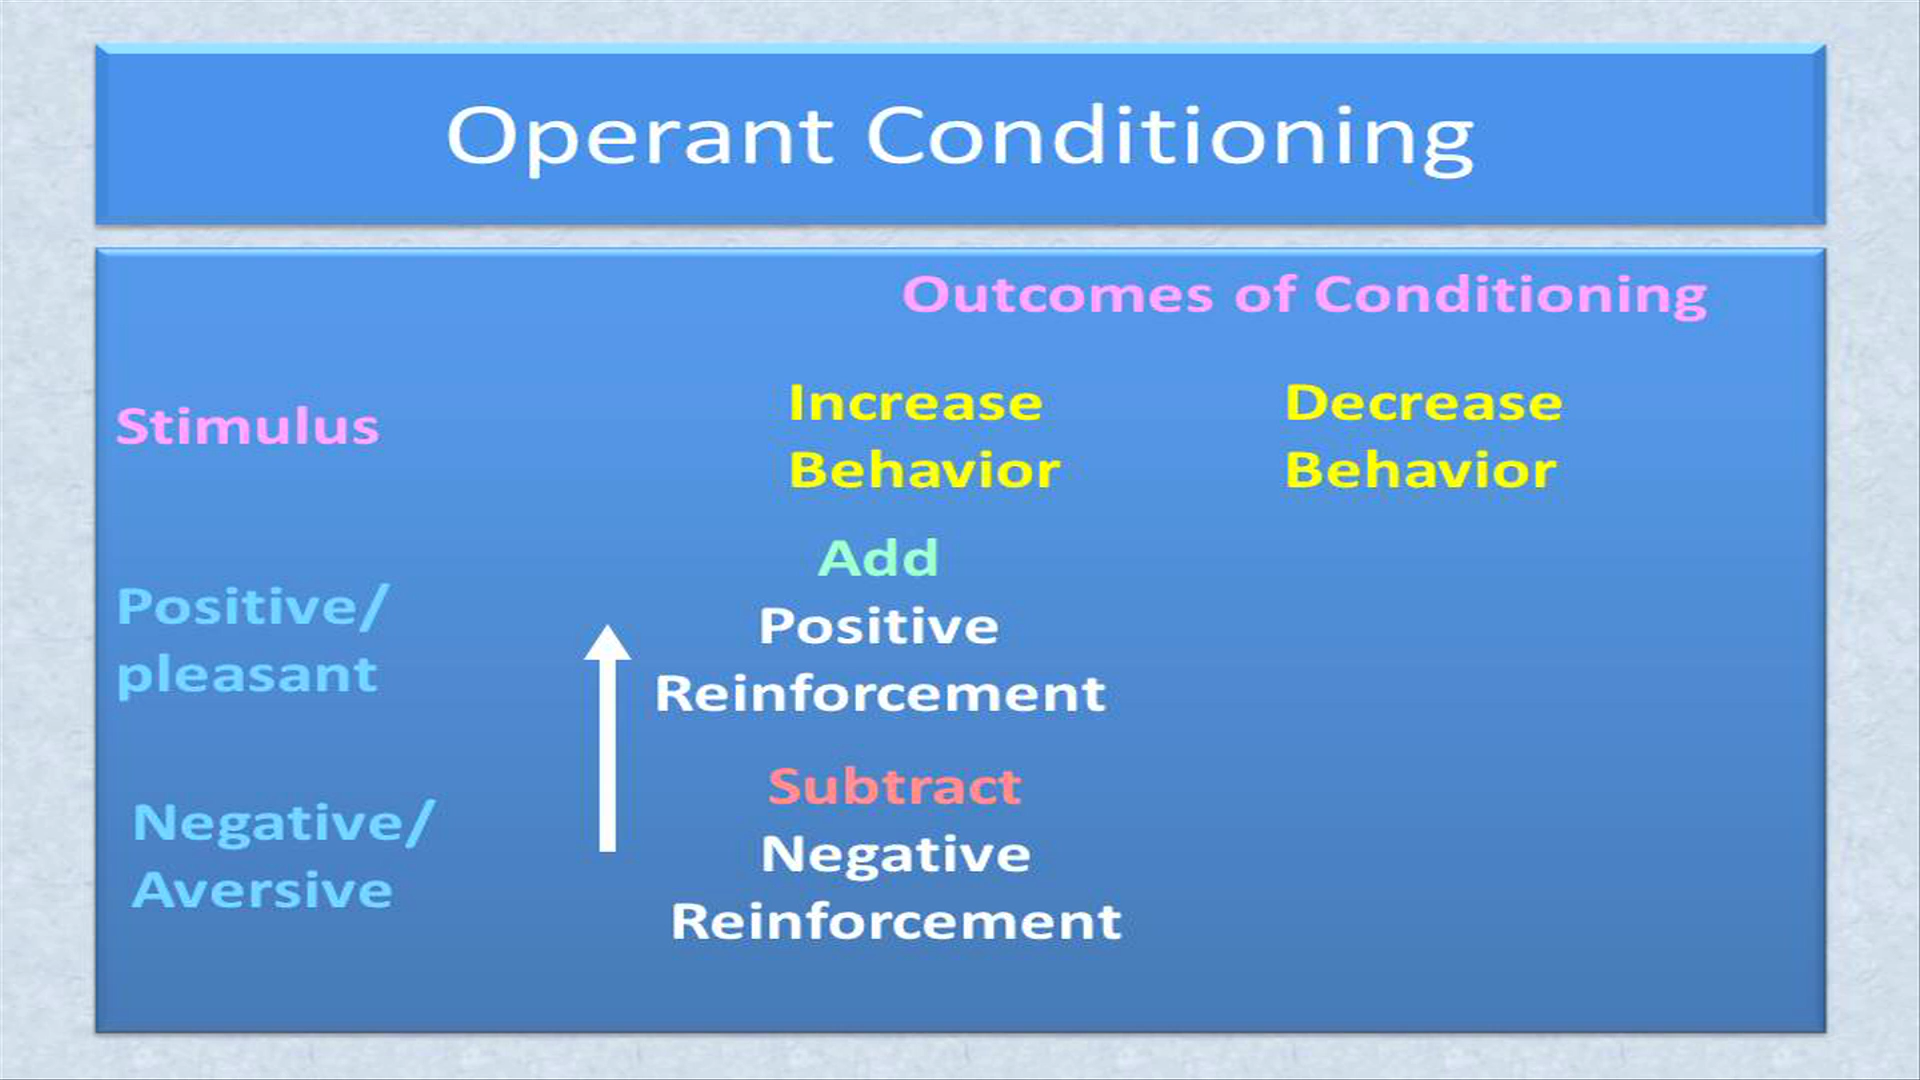 Operant Conditioning
Outcomes of Conditioning
Stimulus
Increase
Behavior
Decrease
Behavior
Positive/
pleasant
Add
Positive
Reinforcement
Negative/
Aversive
Subtract
Negative
Reinforcement